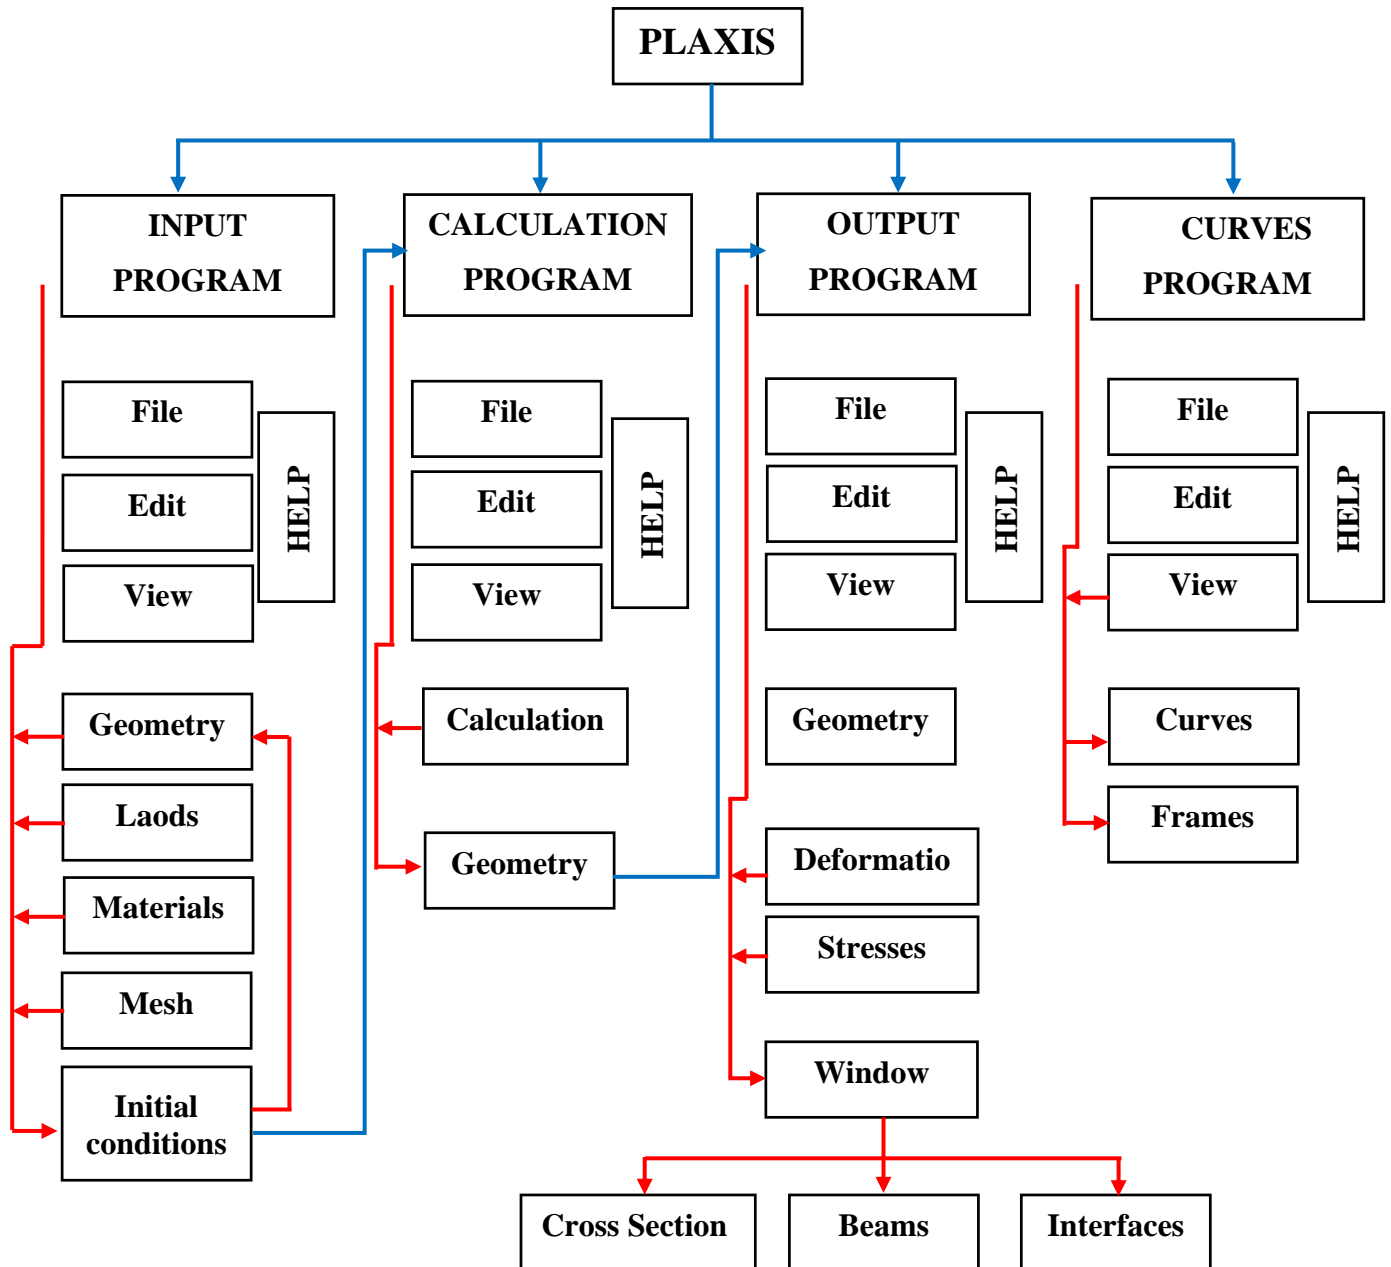 PLAXIS
INPUT
PROGRAM
File
Edit
View
HELP
Geometry
Laods
Materials
Mesh
Initial
conditions
CALCULATION
PROGRAM
File
Edit
View
HELP
Calculation
Geometry
OUTPUT
PROGRAM
File
Edit
View
HELP
Geometry
Deformatio
Stresses
Window
Cross Section
Beams
Interfaces
CURVES
PROGRAM
File
Edit
View
HELP
Curves
Frames